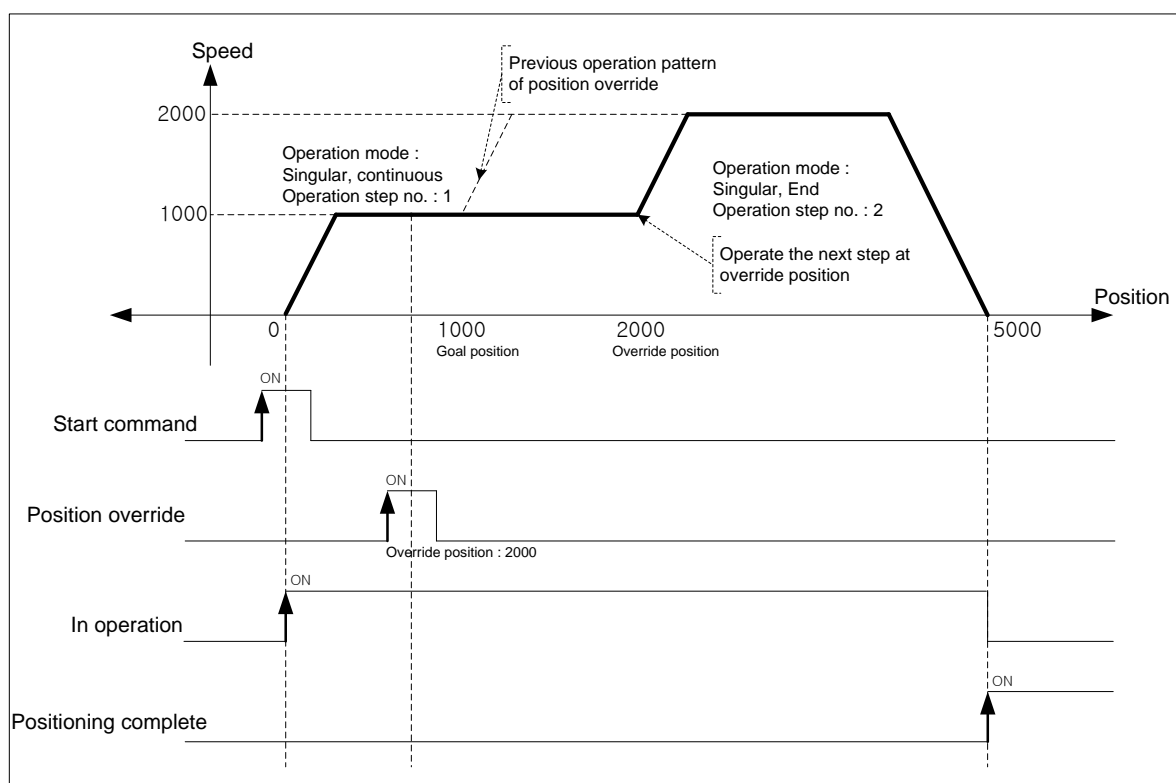 Speed
Previous operation pattern
of position override
2000
Operation mode :
Singular, continuous
Operation step no. : 1
Operation mode :
Singular, End
Operation step no. : 2
1000
Operate the next step at
override position
Position
0
1000
2000
5000
Goal position
Override position
ON
Start command
ON
Position override
Override position : 2000
ON
In operation
ON
Positioning complete